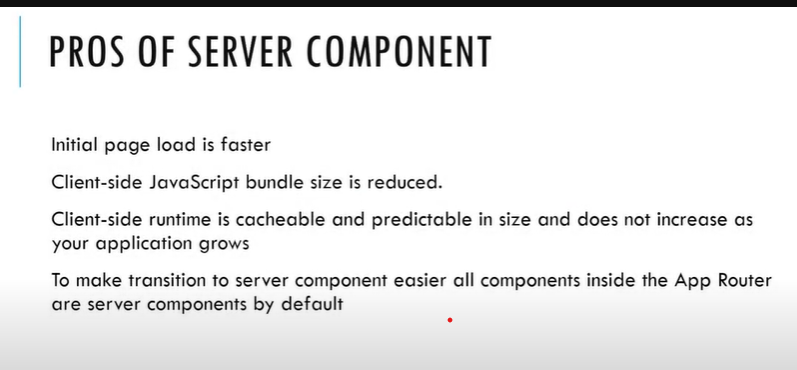 PROS OF SERVER COMPONENT
Initial page load is faster
Client-side JavaScript bundle size is reduced.
Client-side runtime is cacheable and predictable in size and does not increase as
your application grows
To make transition to server component easier all components inside the App Router
are server components by default